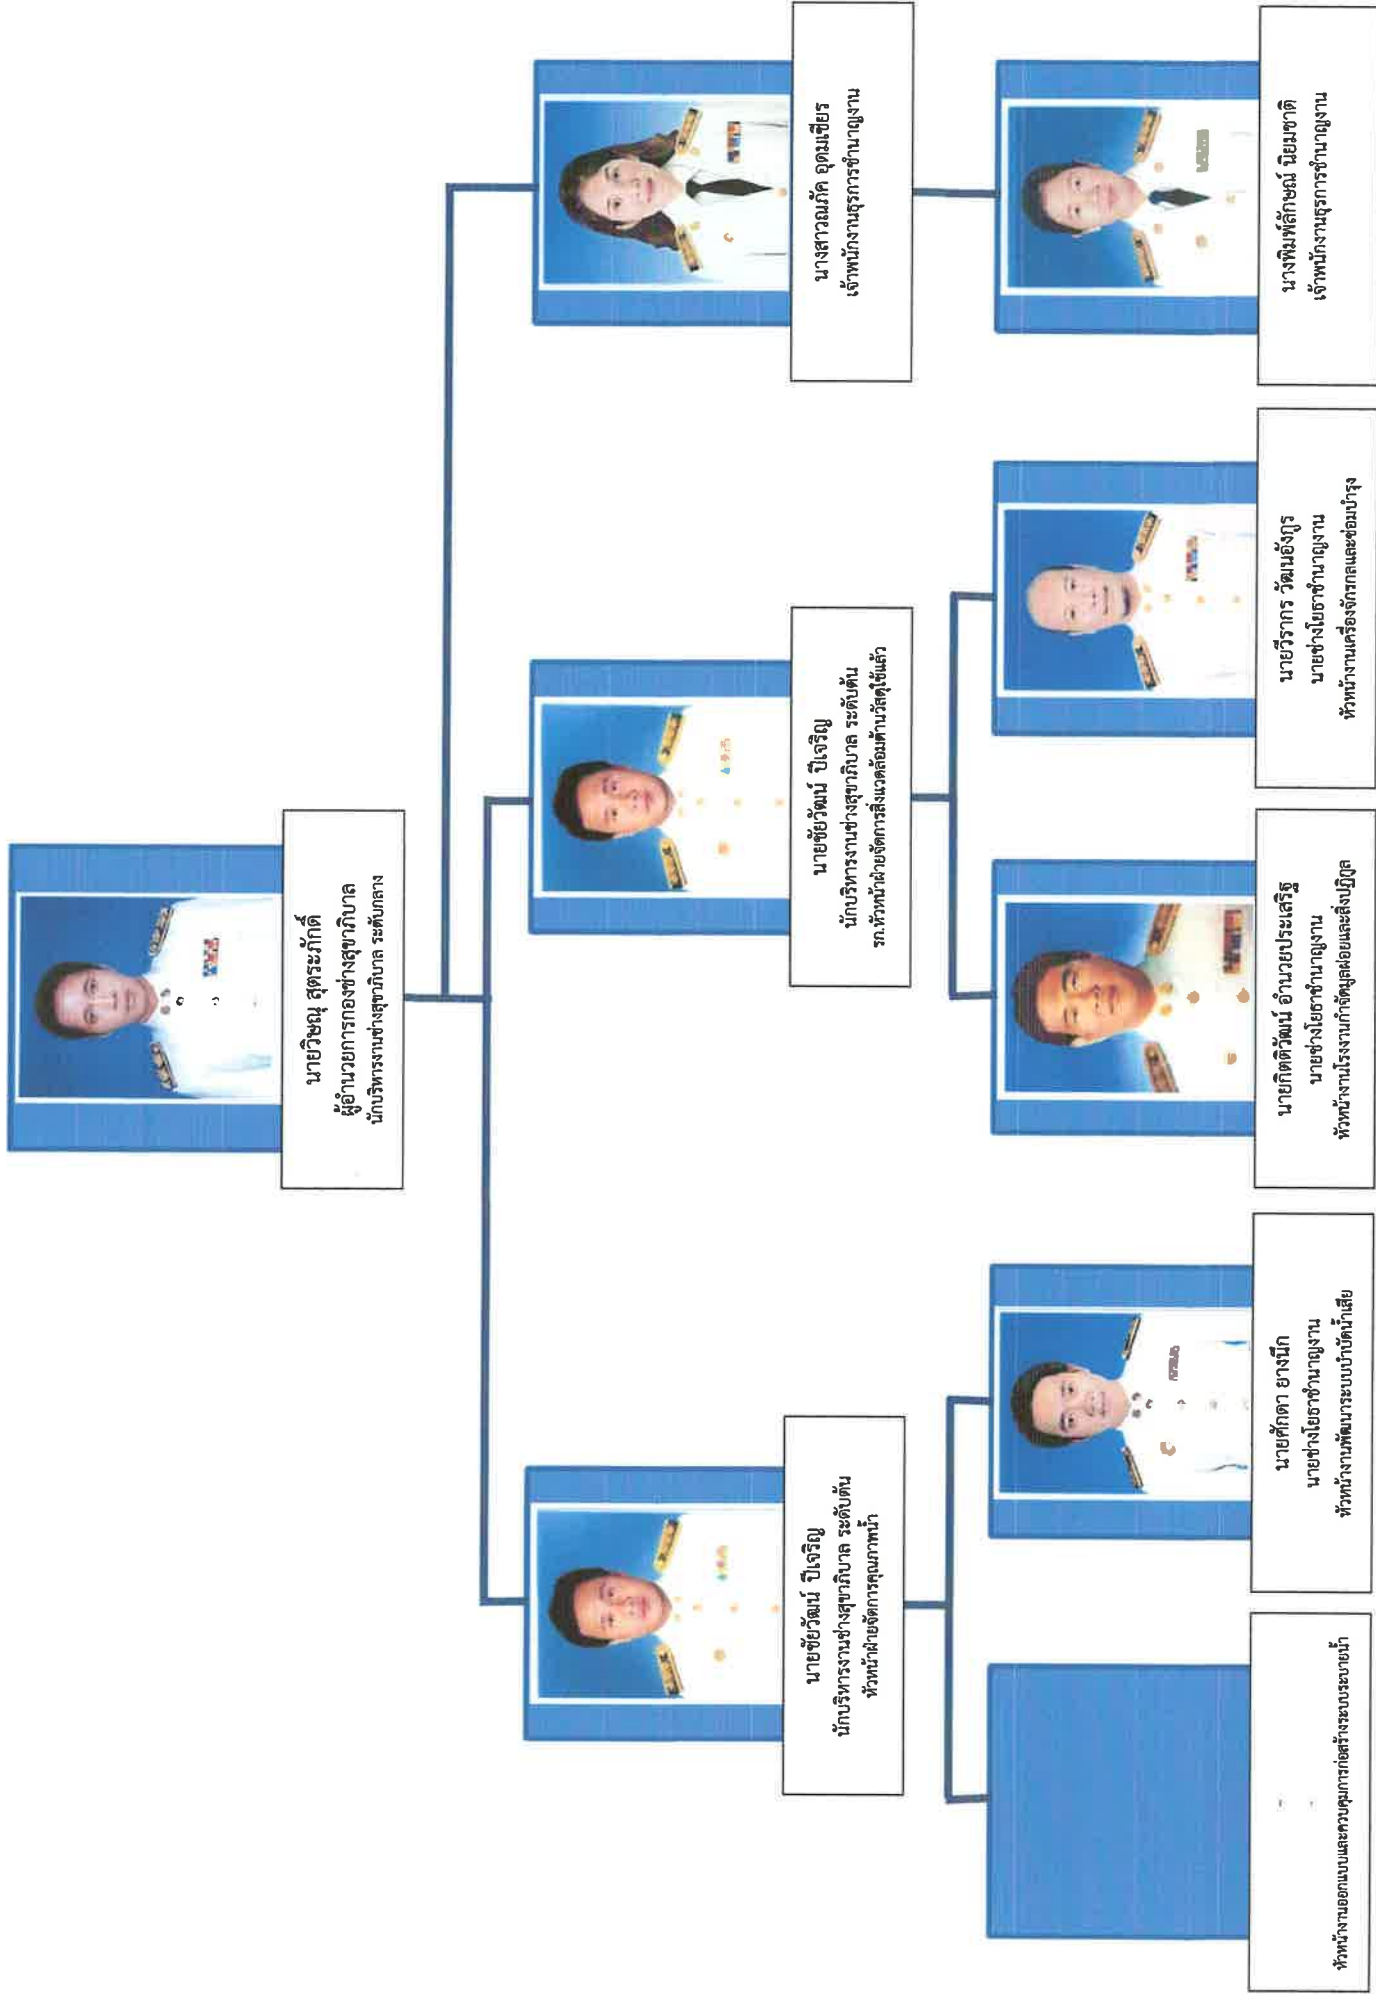 นายวิษณุ สุตระภักดิ์
ผู้อำนวยการกองช่างสุขาภิบาล
นักบริหารงานช่างสุขาภิบาล ระดับกลาง
นายชัยวัฒน์ ปีเจริญ
นักบริหารงานช่างสุขาภิบาล ระดับต้น
หัวหน้าฝ่ายจัดการคุณภาพน้ำ
นายชัยวัฒน์ ปีเจริญ
นักบริหารงานช่างสุขาภิบาล ระดับต้น
รก.หัวหน้าฝ่ายจัดการสิ่งแวดล้อมด้านวัสดุใช้แล้ว
นางสาวณภัค อุดมเขียร
เจ้าพนักงานธุรการชำนาญงาน
-
-
หัวหน้างานออกแบบและควบคุมการก่อสร้างระบบระบายน้ำ
นายศักดา ยางนึก
นายช่างโยธาชำนาญงาน
หัวหน้างานพัฒนาระบบบำบัดน้ำเสีย
นายกิตติวัฒน์ อำนวยประเสริฐ
นายช่างโยธาชำนาญงาน
หัวหน้างานโรงงานกำจัดมูลฝอยและสิ่งปฏิกูล
นายวีรากร วัฒนอังกูร
นายช่างโยธาชำนาญงาน
หัวหน้างานเครื่องจักรกลและซ่อมบำรุง
นางพิมพ์ลักษณ์ นิยมชาติ
เจ้าพนักงานธุรการชำนาญงาน